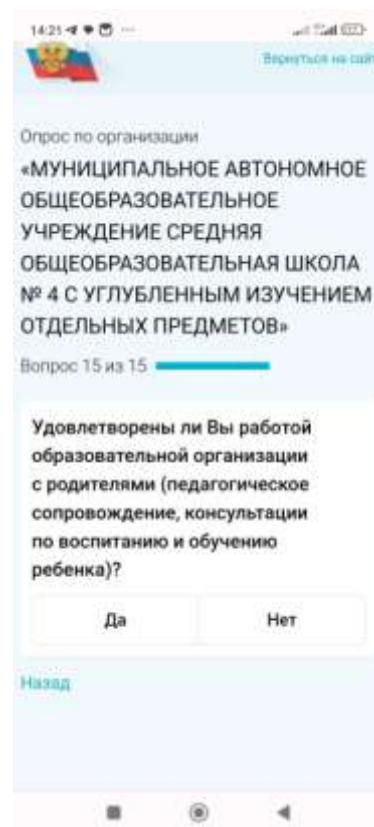 14:21
Вернуться на сайт
Опрос по организации
«МУНИЦИПАЛЬНОЕ АВТОНОМНОЕ
ОБЩЕОБРАЗОВАТЕЛЬНОЕ
УЧРЕЖДЕНИЕ СРЕДНЯЯ
ОБЩЕОБРАЗОВАТЕЛЬНАЯ ШКОЛА
№ 4 С УГЛУБЛЕННЫМ ИЗУЧЕНИЕМ
ОТДЕЛЬНЫХ ПРЕДМЕТОВ»
Вопрос 15 из 15
Удовлетворены ли Вы работой
образовательной организации
с родителями (педагогическое
сопровождение, консультации
по воспитанию и обучению
ребенка)?
Да Нет
Назад